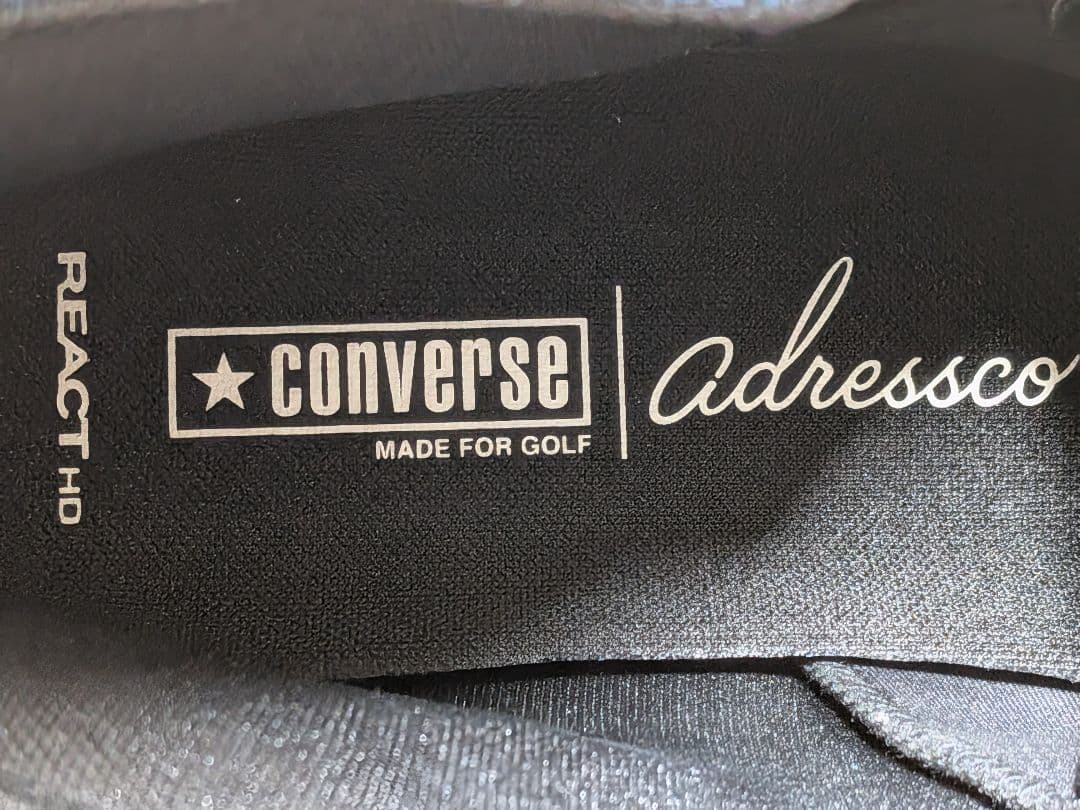 REACT HD
★ CONVERSE
MADE FOR GOLF
adressco